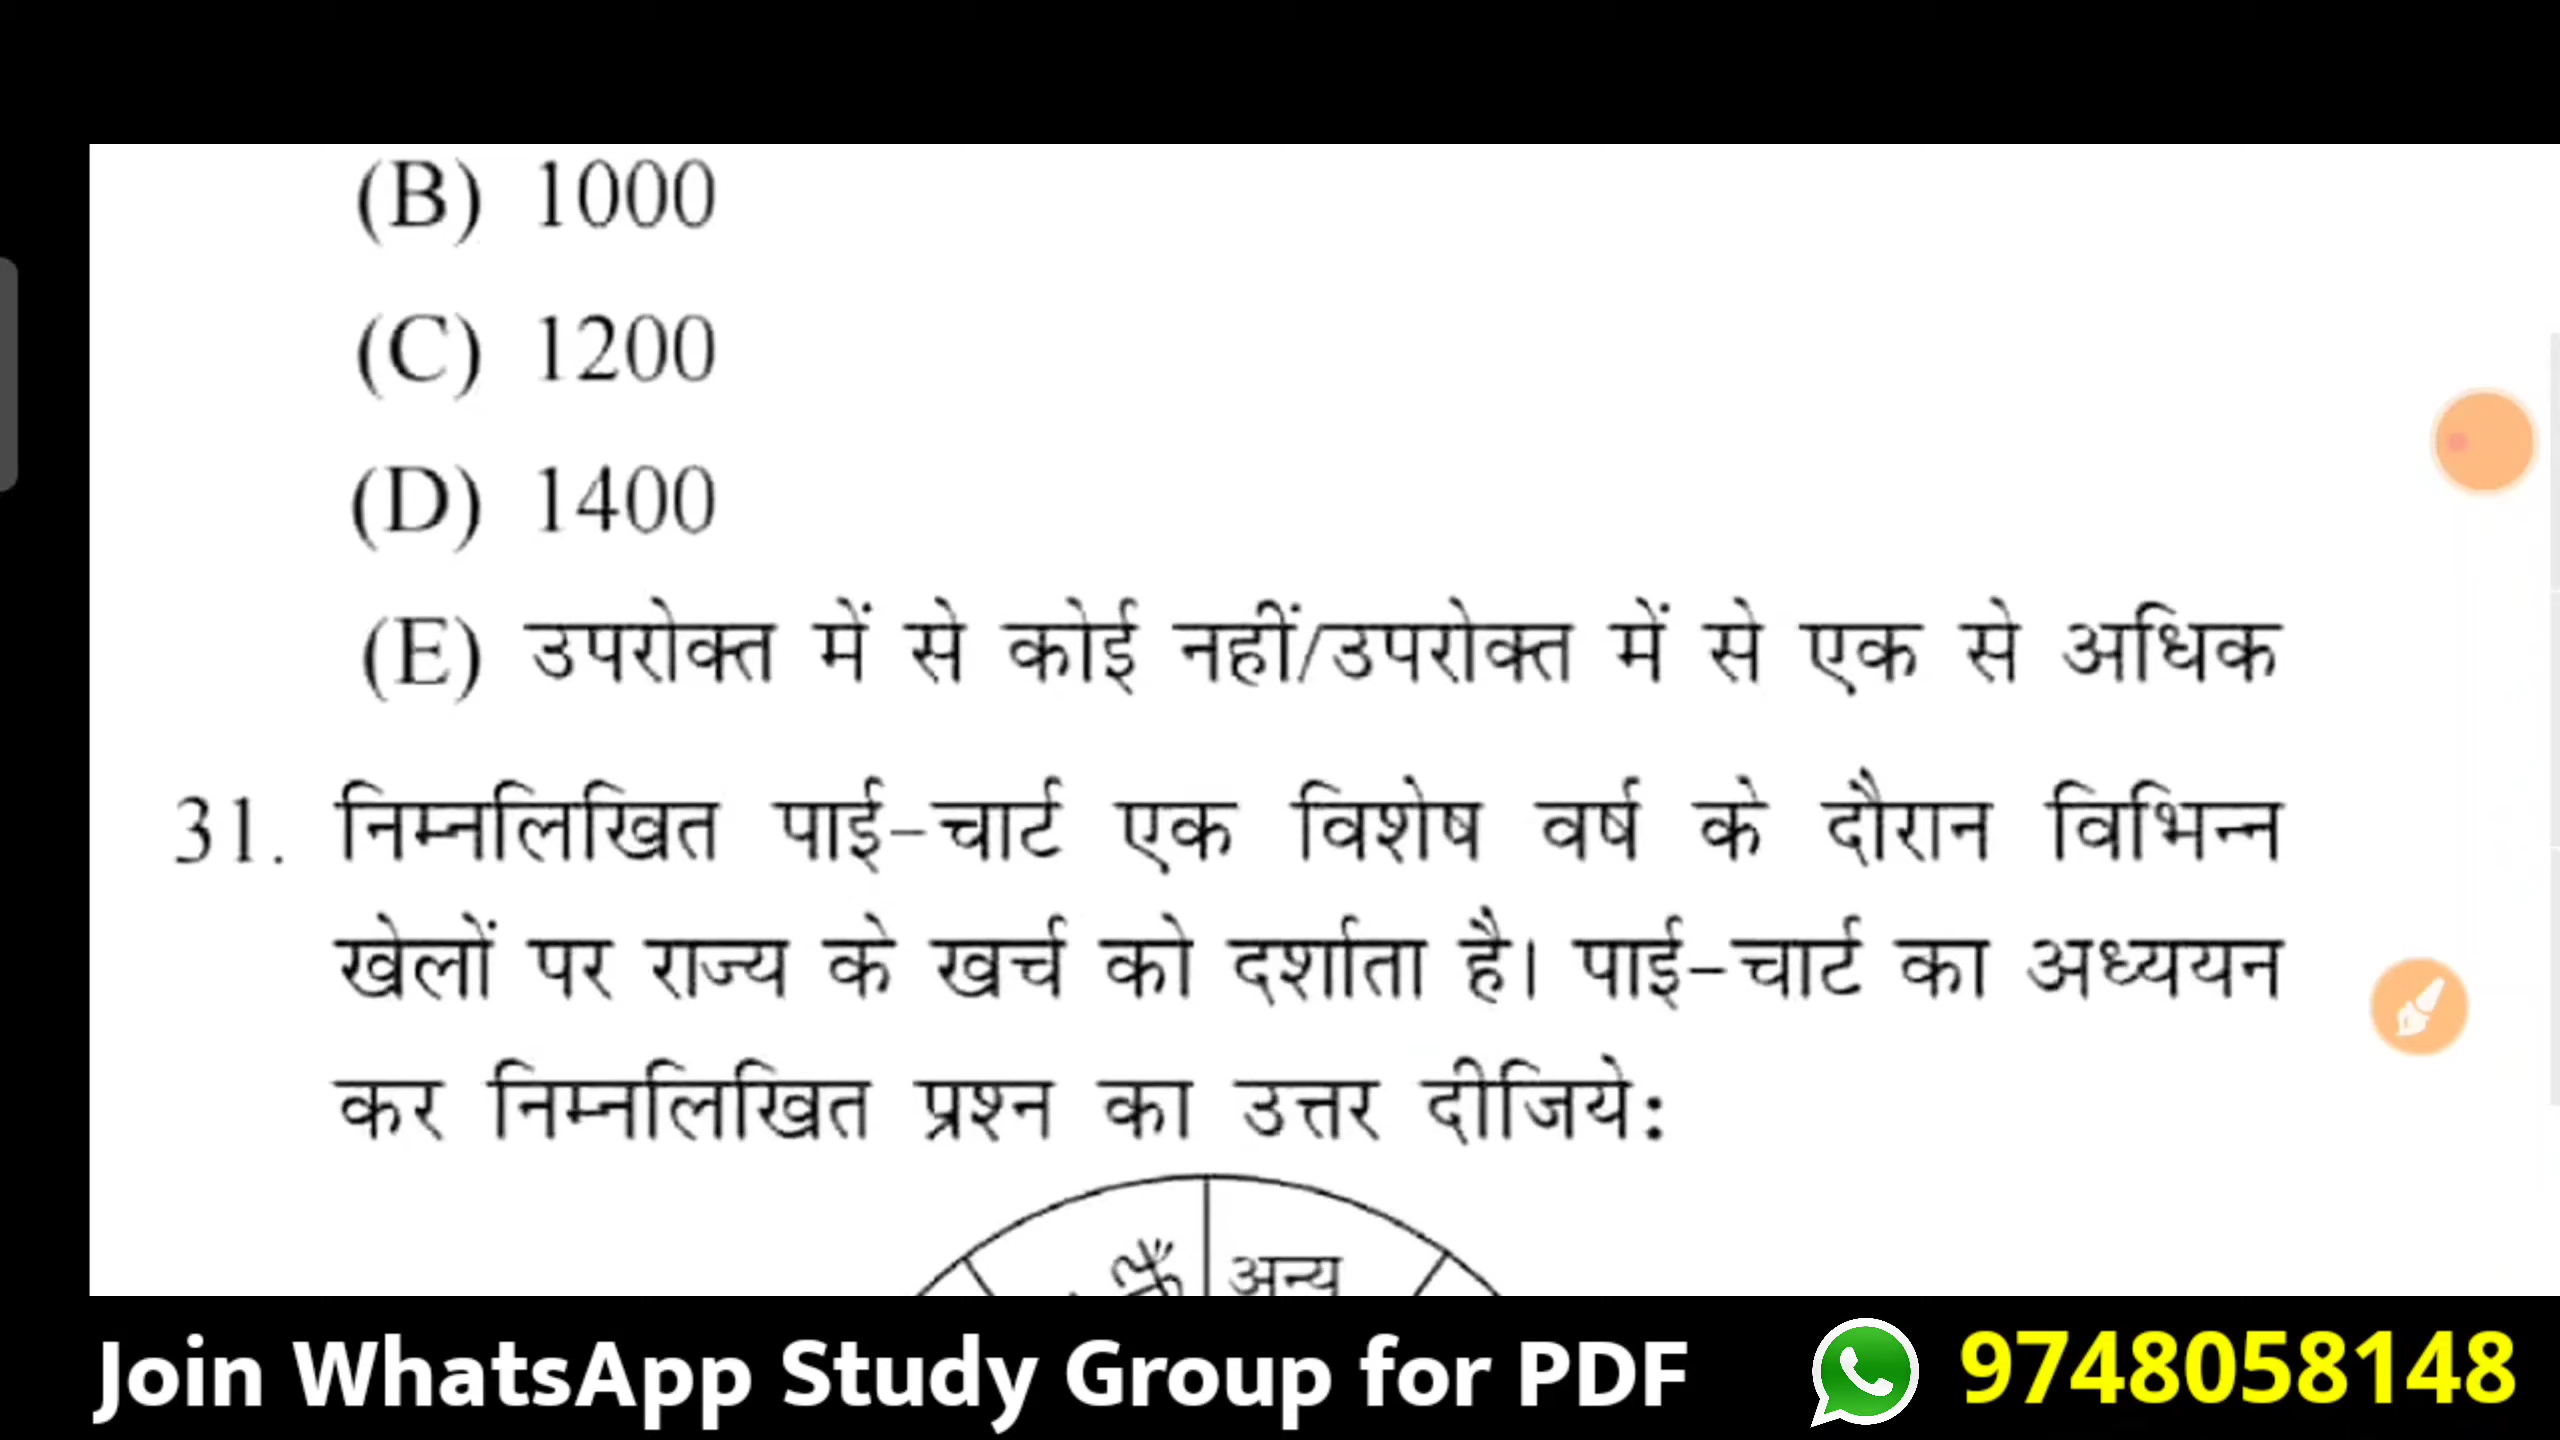 (B) 1000
(C) 1200
(D) 1400
(E) उपरोक्त में से कोई नहीं/उपरोक्त में से एक से अधिक
31. निम्नलिखित पाई-चार्ट एक विशेष वर्ष के दौरान विभिन्न
खेलों पर राज्य के खर्च को दर्शाता है। पाई-चार्ट का अध्ययन
कर निम्नलिखित प्रश्न का उत्तर दीजिये:
अन्य
Join WhatsApp Study Group for PDF 9748058148